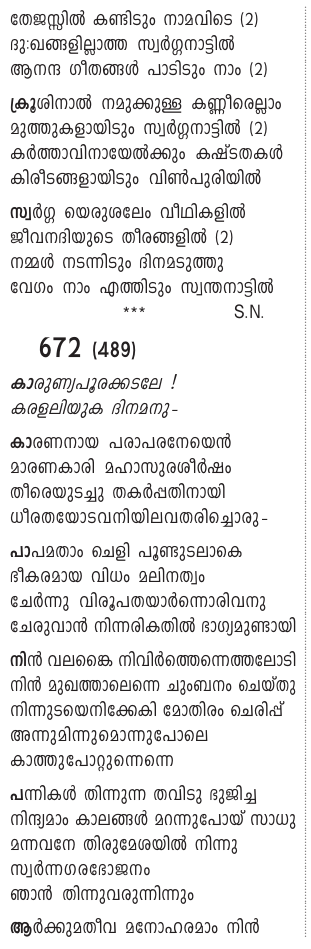 തേജസ്സിൽ കണ്ടിടും നാമവിടെ (2)
ദുഃഖങ്ങളില്ലാത്ത സ്വർഗ്ഗനാട്ടിൽ
ആനന്ദ ഗീതങ്ങൾ പാടിടും നാം (2)
ക്രൂശിനാൽ നമുക്കുള്ള കണ്ണീരെല്ലാം
മുത്തുകളായിടും സ്വർഗ്ഗനാട്ടിൽ (2)
കർത്താവിനായേൽക്കും കഷ്ടതകൾ
കിരീടങ്ങളായിടും വിൺപുരിയിൽ
സ്വർഗ്ഗ യെരുശലേം വീഥികളിൽ
ജീവനദിയുടെ തീരങ്ങളിൽ (2)
നമ്മൾ നടന്നിടും ദിനമടുത്തു
വേഗം നാം എത്തിടും സ്വന്തനാട്ടിൽ
*** S.N.
672 (489)
കാരുണ്യപൂരക്കടലേ !
കരളലിയുക ദിനമനു-
കാരണനായ പരാപരനേയെൻ
മാരണകാരി മഹാസുരശീർഷം
തീരെയുടച്ചു തകർപ്പതിനായി
ധീരതയോടവനിയിലവതരിച്ചൊരു-
പാപമതാം ചെളി പൂണ്ടുടലാകെ
ഭീകരമായ വിധം മലിനത്വം
ചേർന്നു വിരൂപതയാർന്നൊരിവനു
ചേരുവാൻ നിന്നരികതിൽ ഭാഗ്യമുണ്ടായി
നിൻ വലങ്കൈ നിവിർത്തെന്നെത്തലോടി
നിൻ മുഖത്താലെന്നെ ചുംബനം ചെയ്തു
നിന്നുടയെനിക്കേകി മോതിരം ചെരിപ്പ്
അന്നുമിന്നുമൊന്നുപോലെ
കാത്തുപോറ്റുന്നെന്നെ
പന്നികൾ തിന്നുന്ന തവിടു ഭുജിച്ച
നിന്ദ്യമാം കാലങ്ങൾ മറന്നുപോയ് സാധു
മന്നവനേ തിരുമേശയിൽ നിന്നു
സ്വർന്നഗരഭോജനം
ഞാൻ തിന്നുവരുന്നിന്നും
ആർക്കുമതീവ മനോഹരമാം നിൻ